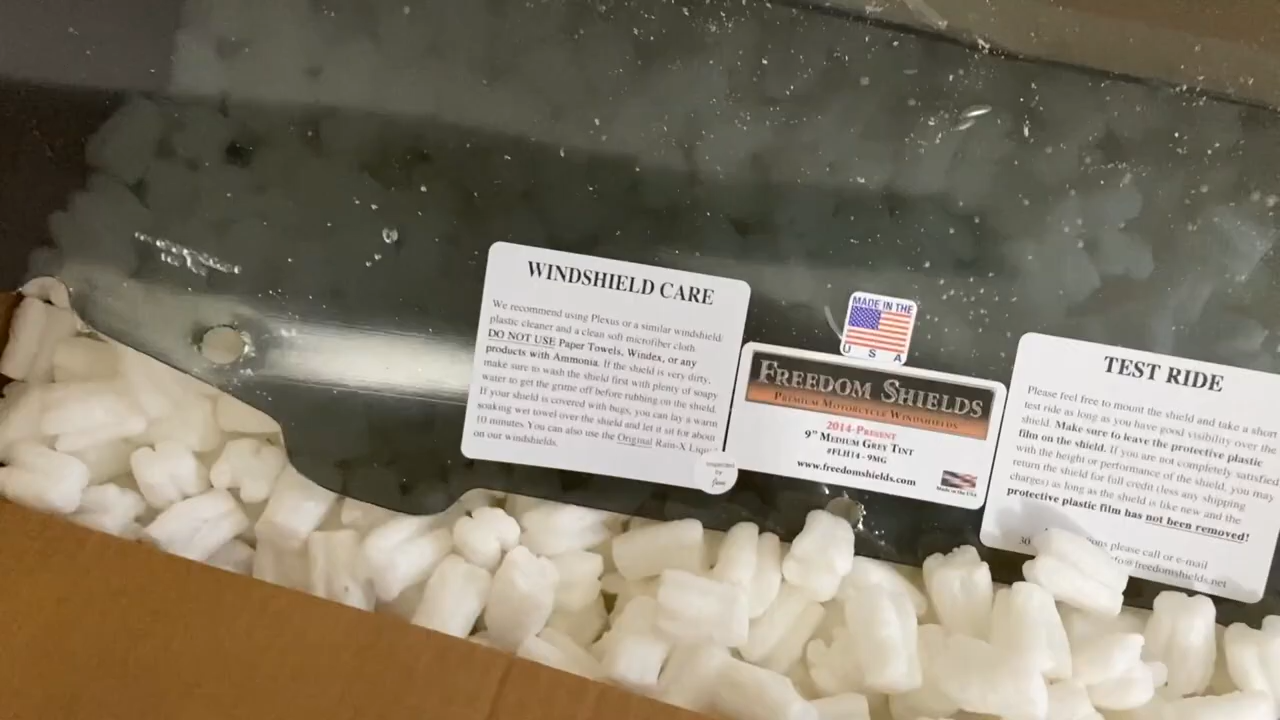 WINDSHIELD CARE
We recommend using Plexus or a similar windshield/
plastic cleaner and a clean soft microfiber cloth
DO NOT USE Paper Towels, Windex, or any
products with Ammonia. If the shield is very dirty,
make sure to wash the shield first with plenty of soapy
water to get the grime off before rubbing on the shield.
If your shield is covered with bugs, you can lay a warm
soaking wet towel over the shield and let it sit for about
10 minutes. You can also use the Original Rain-X
on our windshields.
Inspected
by
MADE IN THE
USA
FREEDOM SHIELDS
PREMIUM MOTORCYCLE WINDSHIELDS
2014-PRESENT
9" MEDIUM GREY TINT
#FLH14 - 9MG
www.freedomshields.com
Made in the USA
TEST RIDE
Please feel free to mount the shield and take a short
test ride as long as you have good visibility over the
shield. Make sure to leave the protective plastic
film on the shield. If you are not completely satisfied
with the height or performance of the shield, you may
return the shield for full credit (less any shipping
charges) as long as the shield is like new and the
protective plastic film has not been removed!
30
please call or e-mail
freedomshields.net